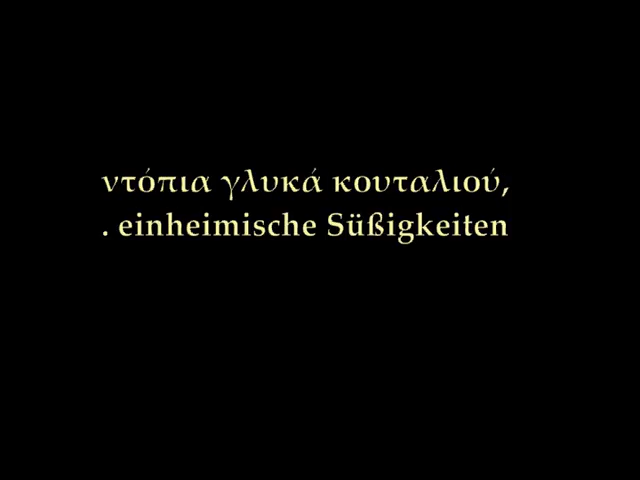 ντόπια γλυκά κουταλιού,
. einheimische Süßigkeiten